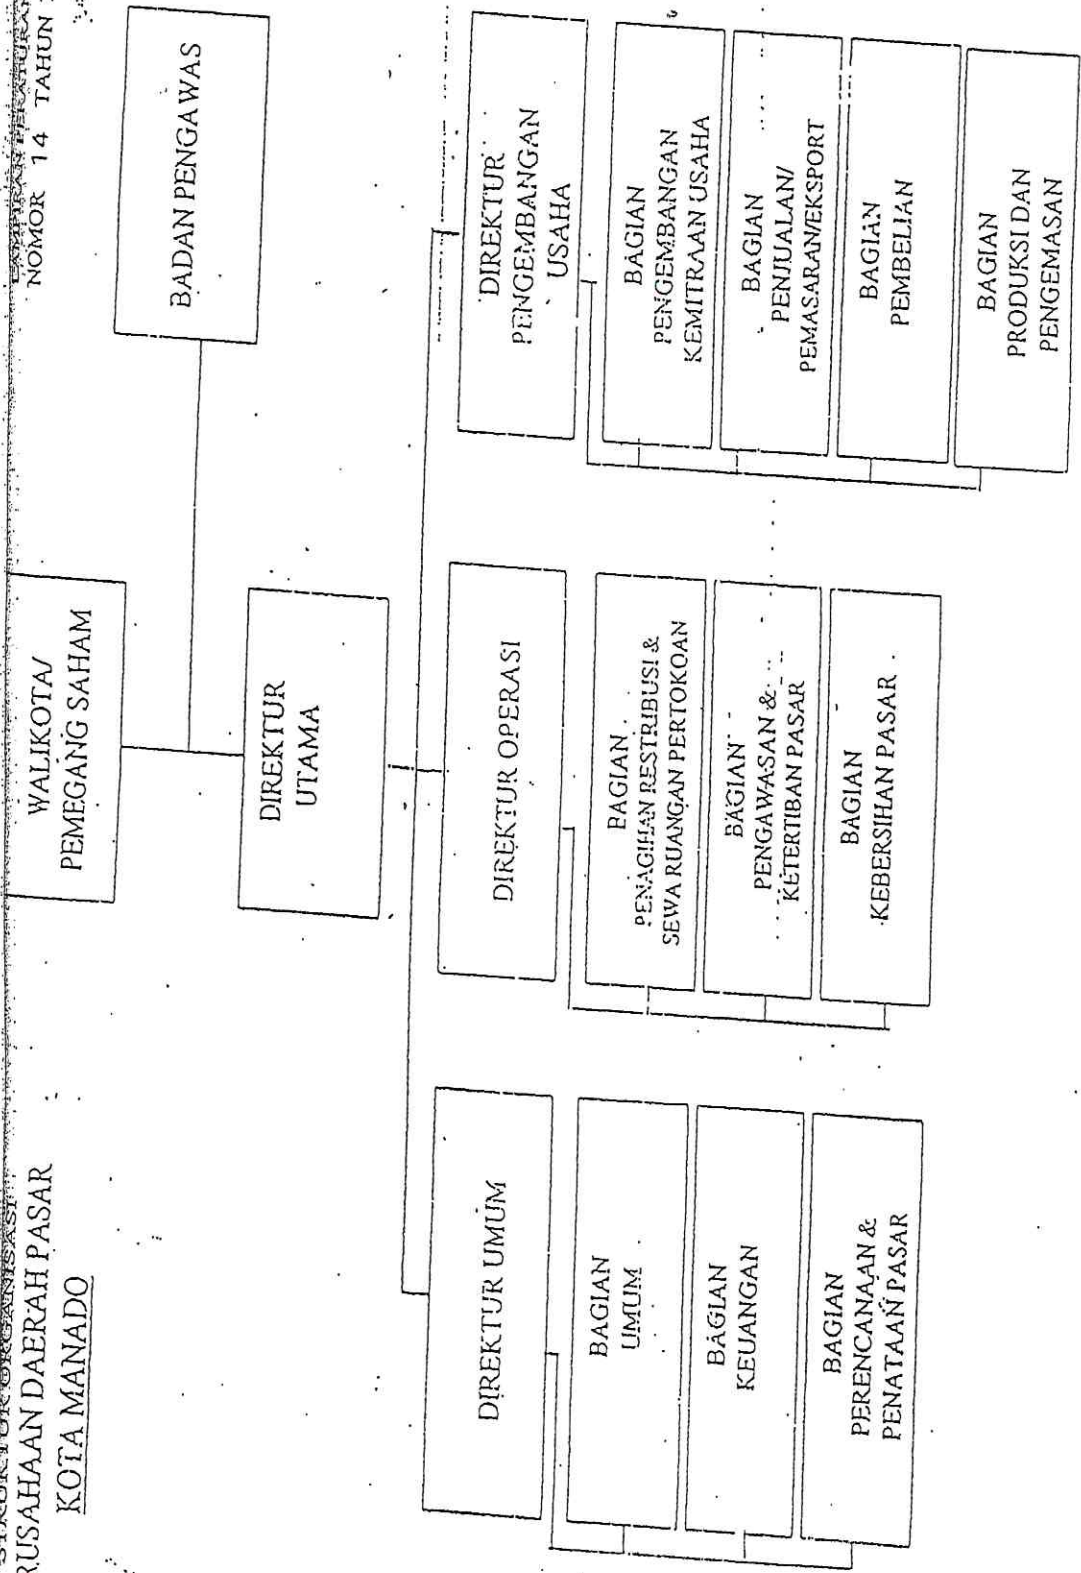 STRUKTUR ORGANISASI
RUSAHAAN DAERAH PASAR
KOTA MANADO
NOMOR 14 TAHUN
WALIKOTA/
PEMEGANG SAHAM
BADAN PENGAWAS
DIREKTUR
UTAMA
DIREKTUR UMUM
BAGIAN
UMUM
BAGIAN
KEUANGAN
BAGIAN
PERENCANAAN &
PENATAAN PASAR
DIREKTUR OPERASI
BAGIAN
PENAGIHAN RESTRIBUSI &
SEWA RUANGAN PERTOKOAN
BAGIAN
PENGAWASAN &
KETERTIBAN PASAR
BAGIAN
KEBERSIHAN PASAR
DIREKTUR
PENGEMBANGAN
USAHA
BAGIAN
PENGEMBANGAN
KEMITRAAN USAHA
BAGIAN
PENJUALAN/
PEMASARAN/EKSPORT
BAGIAN
PEMBELIAN
BAGIAN
PRODUKSI DAN
PENGEMASAN